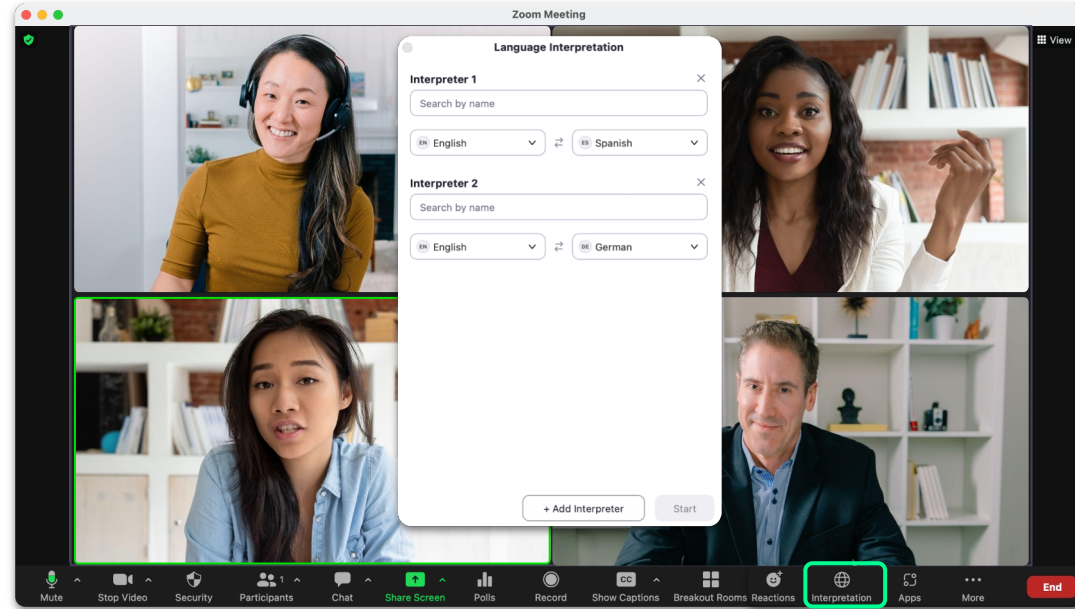 Zoom Meeting
View
Language Interpretation
Interpreter 1
Search by name
EN English ES Spanish
Interpreter 2
Search by name
EN English DE German
+ Add Interpreter Start
1
Mute Stop Video Security Participants Chat Share Screen Polls Record CC Show Captions Breakout Rooms Reactions Interpretation Apps More End